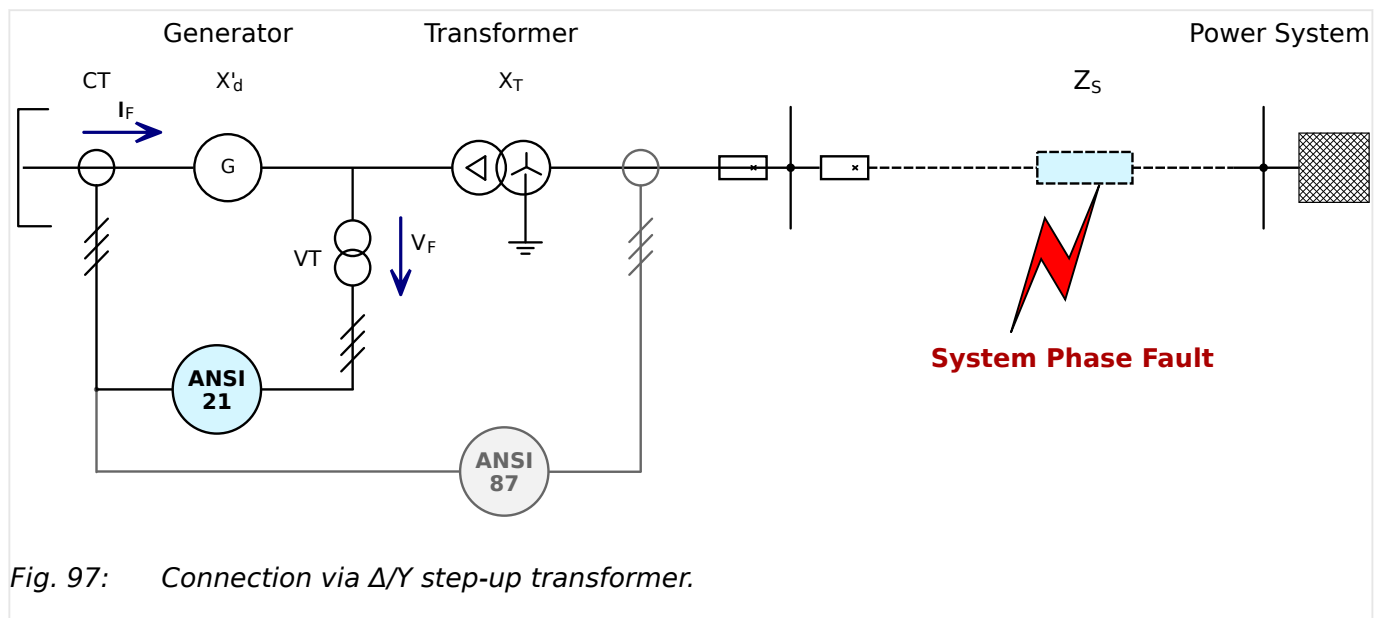 Generator Transformer Power System
CT X'd XT ZS
IF
G
VT VF
ANSI
21
System Phase Fault
ANSI
87
Fig. 97: Connection via Δ/Y step-up transformer.